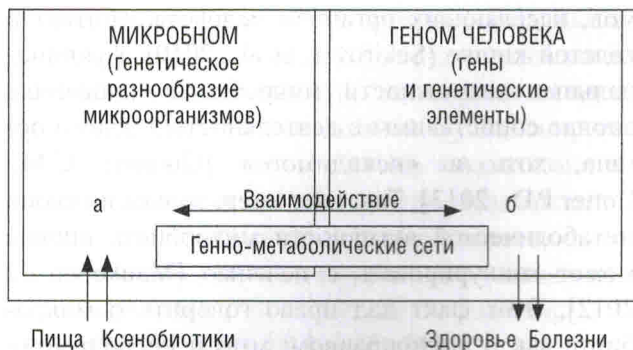 МИКРОБНОМ
(генетическое
разнообразие
микроорганизмов)
ГЕНОМ ЧЕЛОВЕКА
(гены
и генетические
элементы)
а Взаимодействие б
Генно-метаболические сети
Пища Ксенобиотики Здоровье Болезни